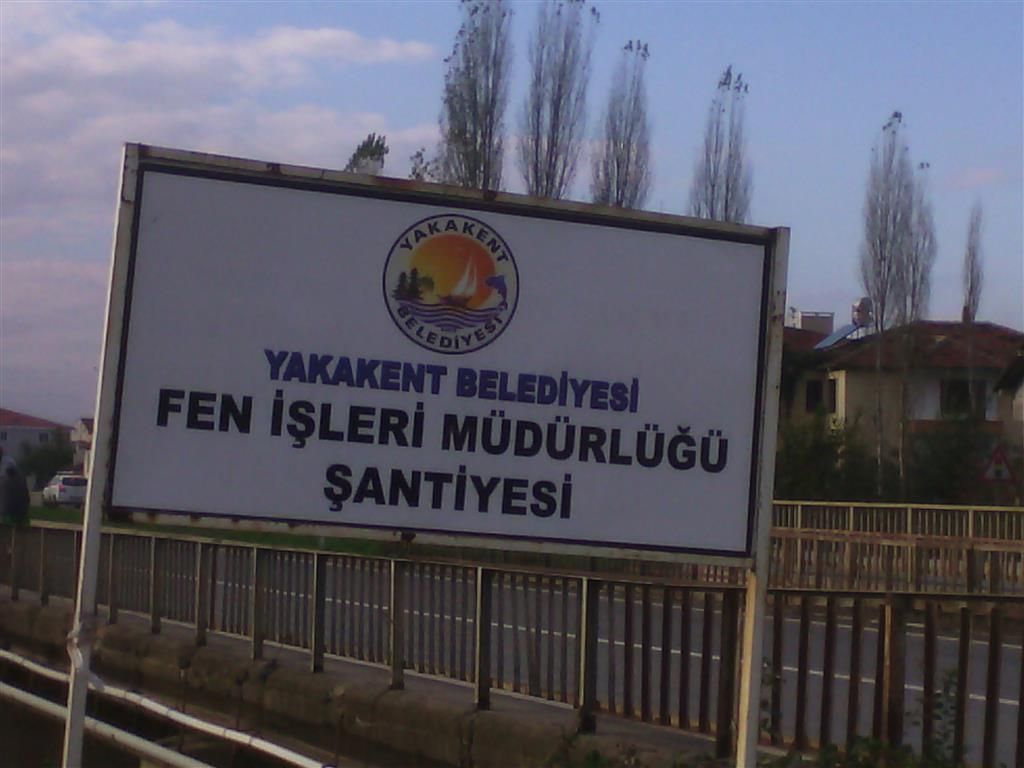 YAKAKENT
BELEDİYESİ
YAKAKENT BELEDİYESİ
FEN İŞLERİ MÜDÜRLÜĞÜ
ŞANTİYESİ